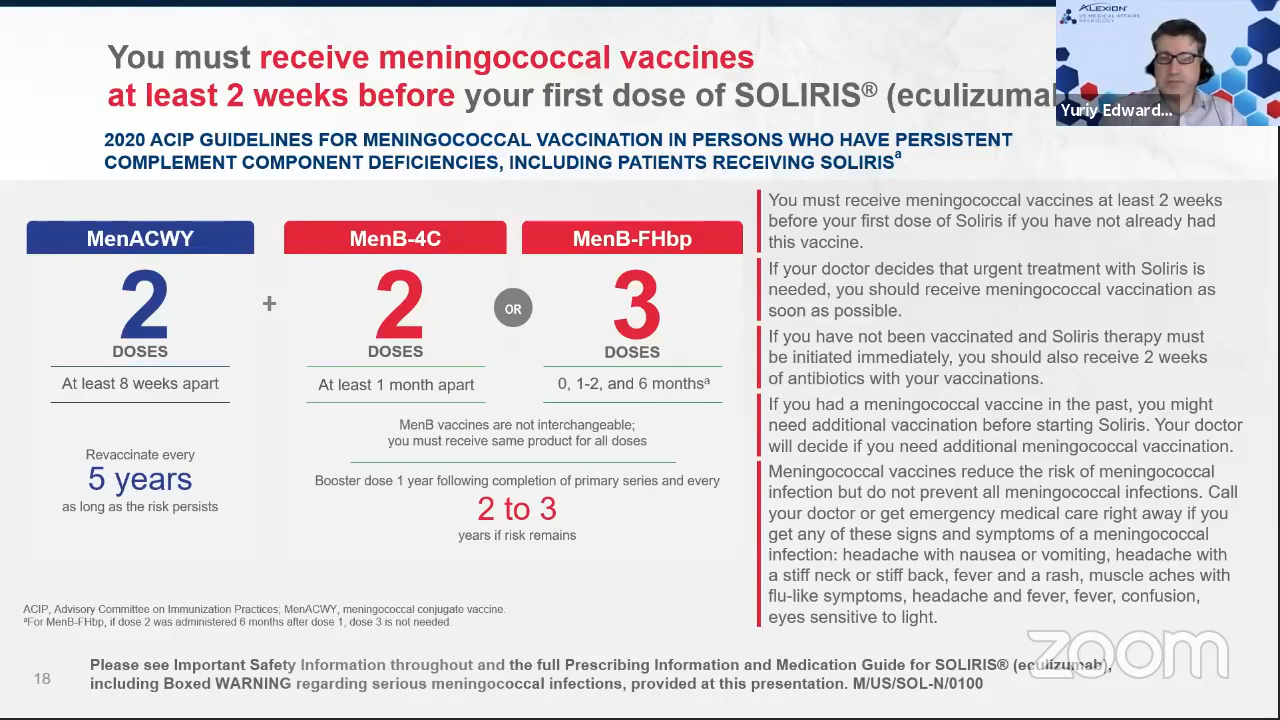 You must receive meningococcal vaccines
at least 2 weeks before your first dose of SOLIRIS® (eculizuma
ALEXION®
US MEDICAL AFFAIRS
NEUROLOGY
Yuriy Edward...
2020 ACIP GUIDELINES FOR MENINGOCOCCAL VACCINATION IN PERSONS WHO HAVE PERSISTENT
COMPLEMENT COMPONENT DEFICIENCIES, INCLUDING PATIENTS RECEIVING SOLIRISª
MenACWY
2
DOSES
At least 8 weeks apart
Revaccinate every
5 years
as long as the risk persists
+
MenB-4C
2
DOSES
At least 1 month apart
OR
MenB-FHbp
3
DOSES
0, 1-2, and 6 monthsª
MenB vaccines are not interchangeable;
you must receive same product for all doses
Booster dose 1 year following completion of primary series and every
2 to 3
years if risk remains
You must receive meningococcal vaccines at least 2 weeks
before your first dose of Soliris if you have not already had
this vaccine.
If your doctor decides that urgent treatment with Soliris is
needed, you should receive meningococcal vaccination as
soon as possible.
If you have not been vaccinated and Soliris therapy must
be initiated immediately, you should also receive 2 weeks
of antibiotics with your vaccinations.
If you had a meningococcal vaccine in the past, you might
need additional vaccination before starting Soliris. Your doctor
will decide if you need additional meningococcal vaccination.
Meningococcal vaccines reduce the risk of meningococcal
infection but do not prevent all meningococcal infections. Call
your doctor or get emergency medical care right away if you
get any of these signs and symptoms of a meningococcal
infection: headache with nausea or vomiting, headache with
a stiff neck or stiff back, fever and a rash, muscle aches with
flu-like symptoms, headache and fever, fever, confusion,
eyes sensitive to light.
ACIP, Advisory Committee on Immunization Practices; MenACWY, meningococcal conjugate vaccine.
ªFor MenB-FHbp, if dose 2 was administered 6 months after dose 1, dose 3 is not needed.
zoom
18
Please see Important Safety Information throughout and the full Prescribing Information and Medication Guide for SOLIRIS® (eculizumab),
including Boxed WARNING regarding serious meningococcal infections, provided at this presentation. M/US/SOL-N/0100